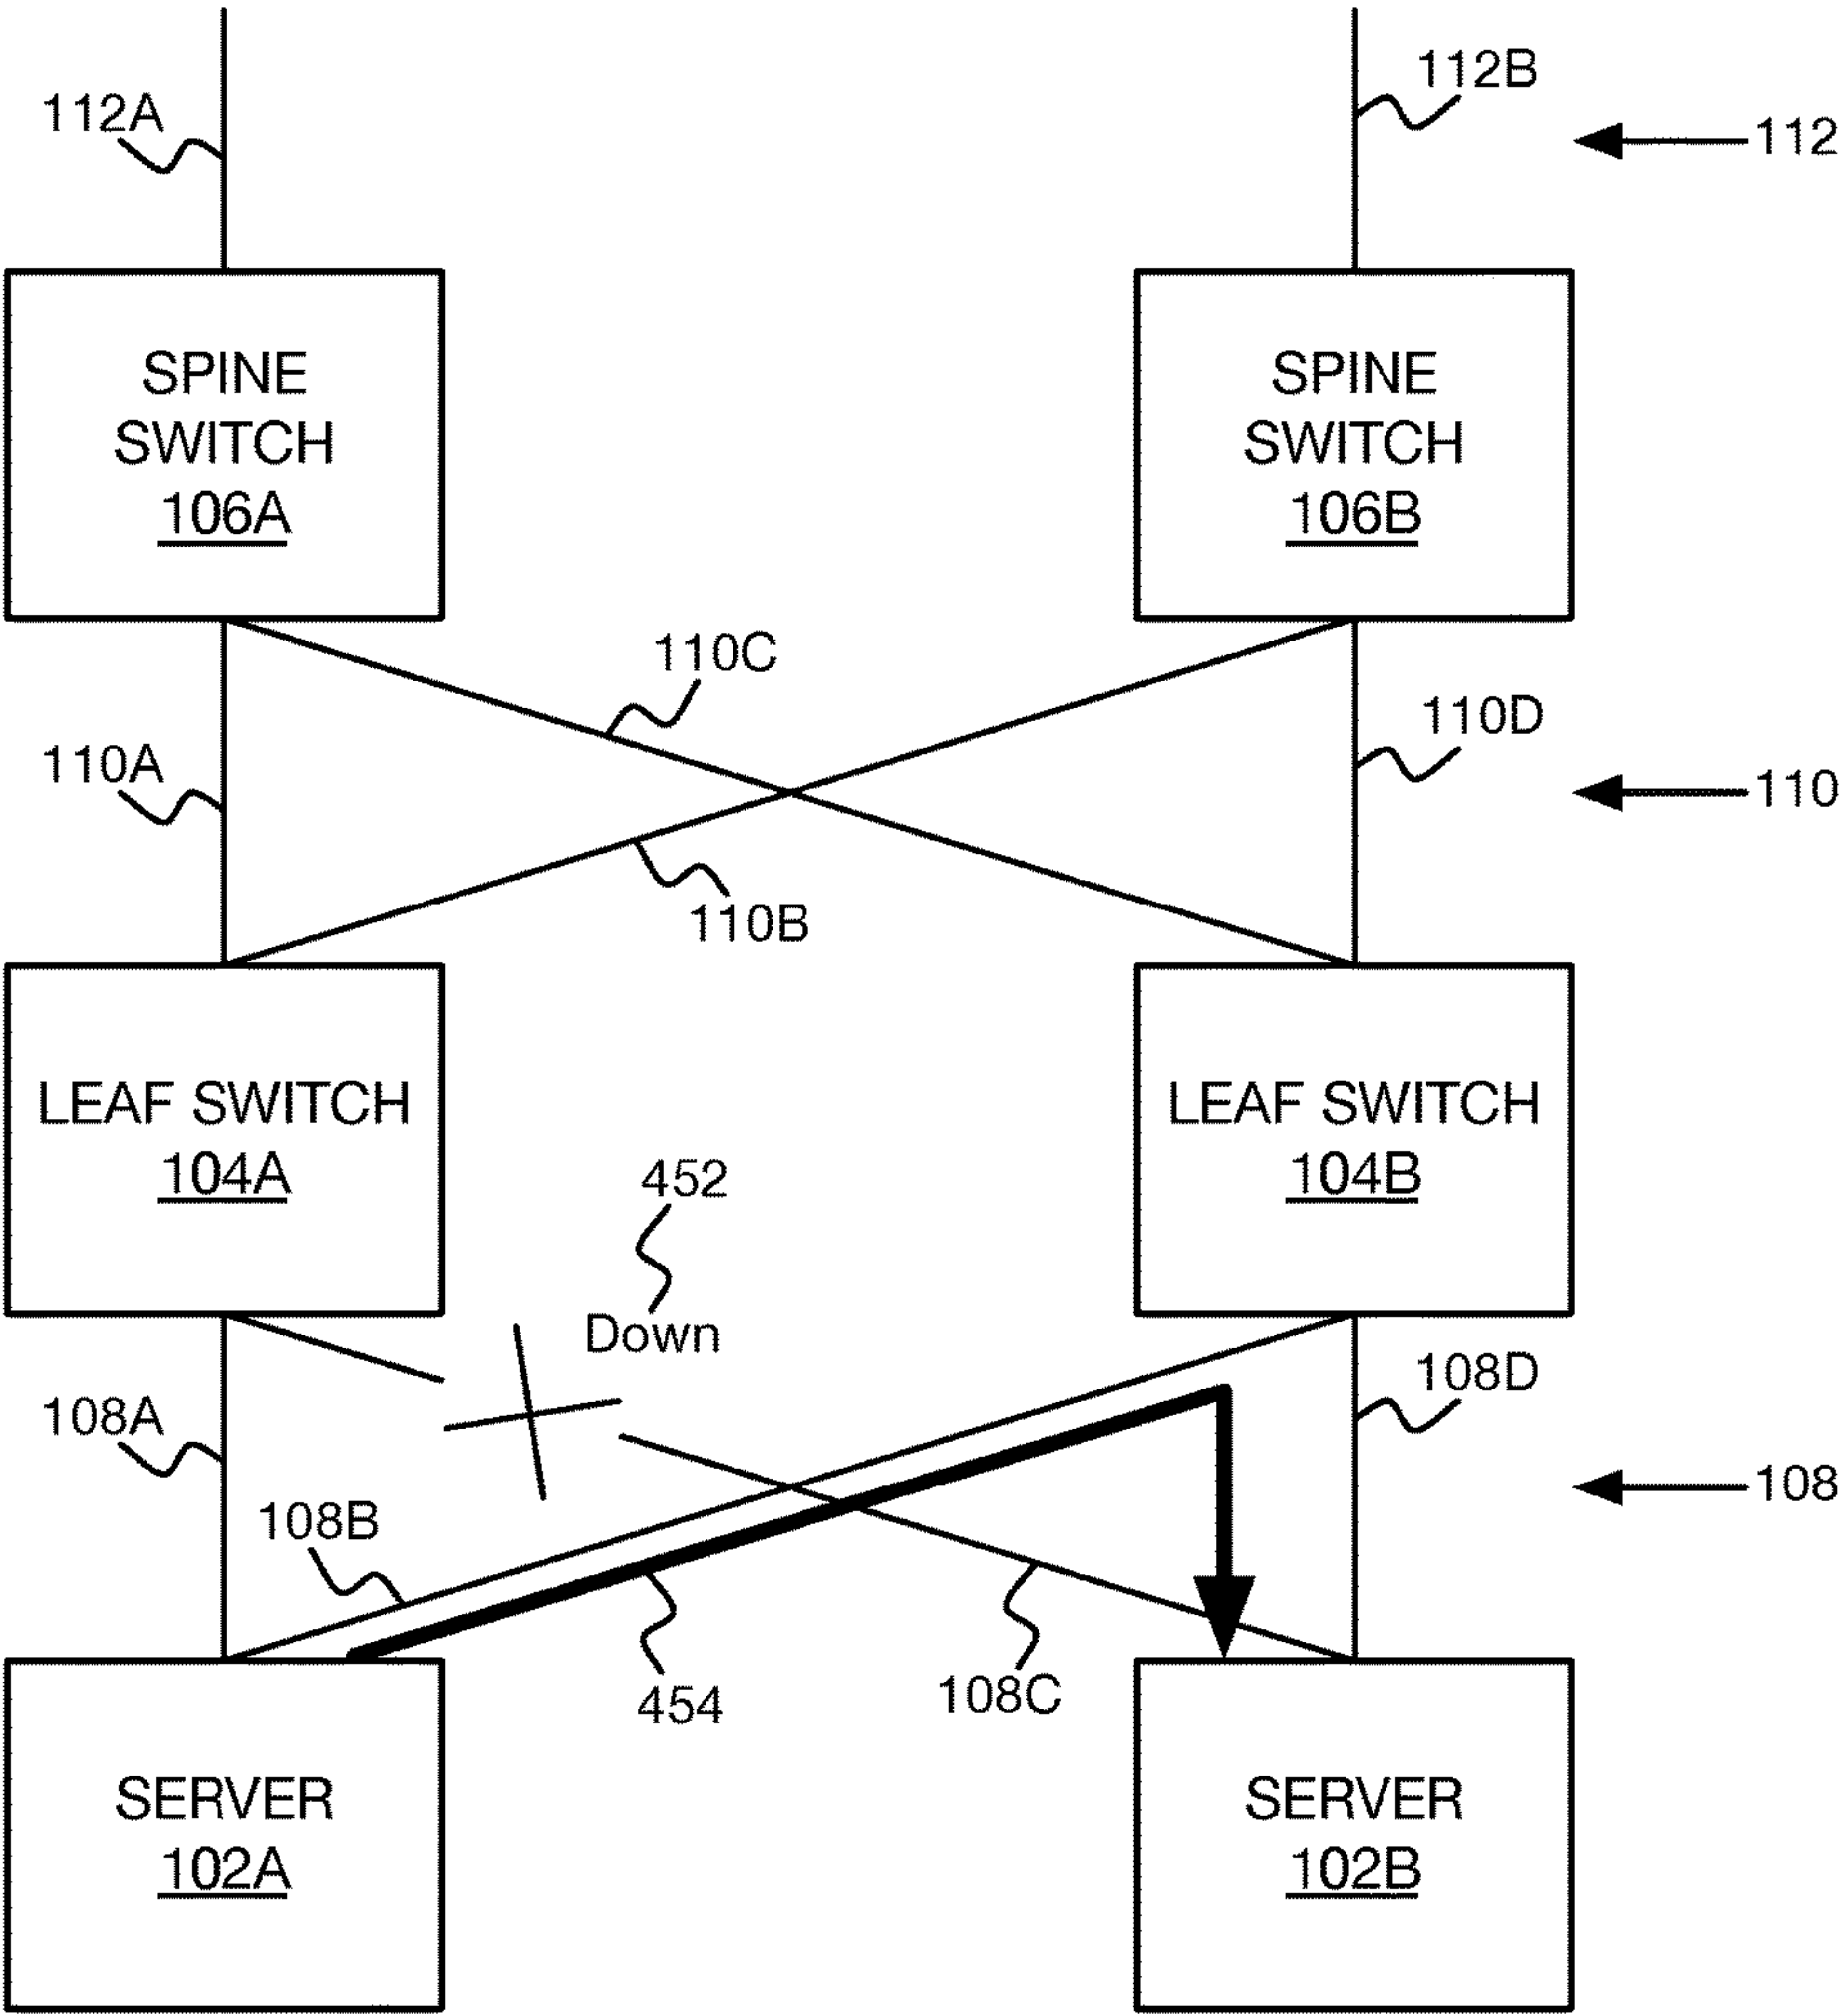 112A
112B
112
SPINE
SWITCH
106A
SPINE
SWITCH
106B
110C
110A
110D
110
110B
LEAF SWITCH
104A
LEAF SWITCH
104B
452
Down
108A
108D
108
108B
454
108C
SERVER
102A
SERVER
102B